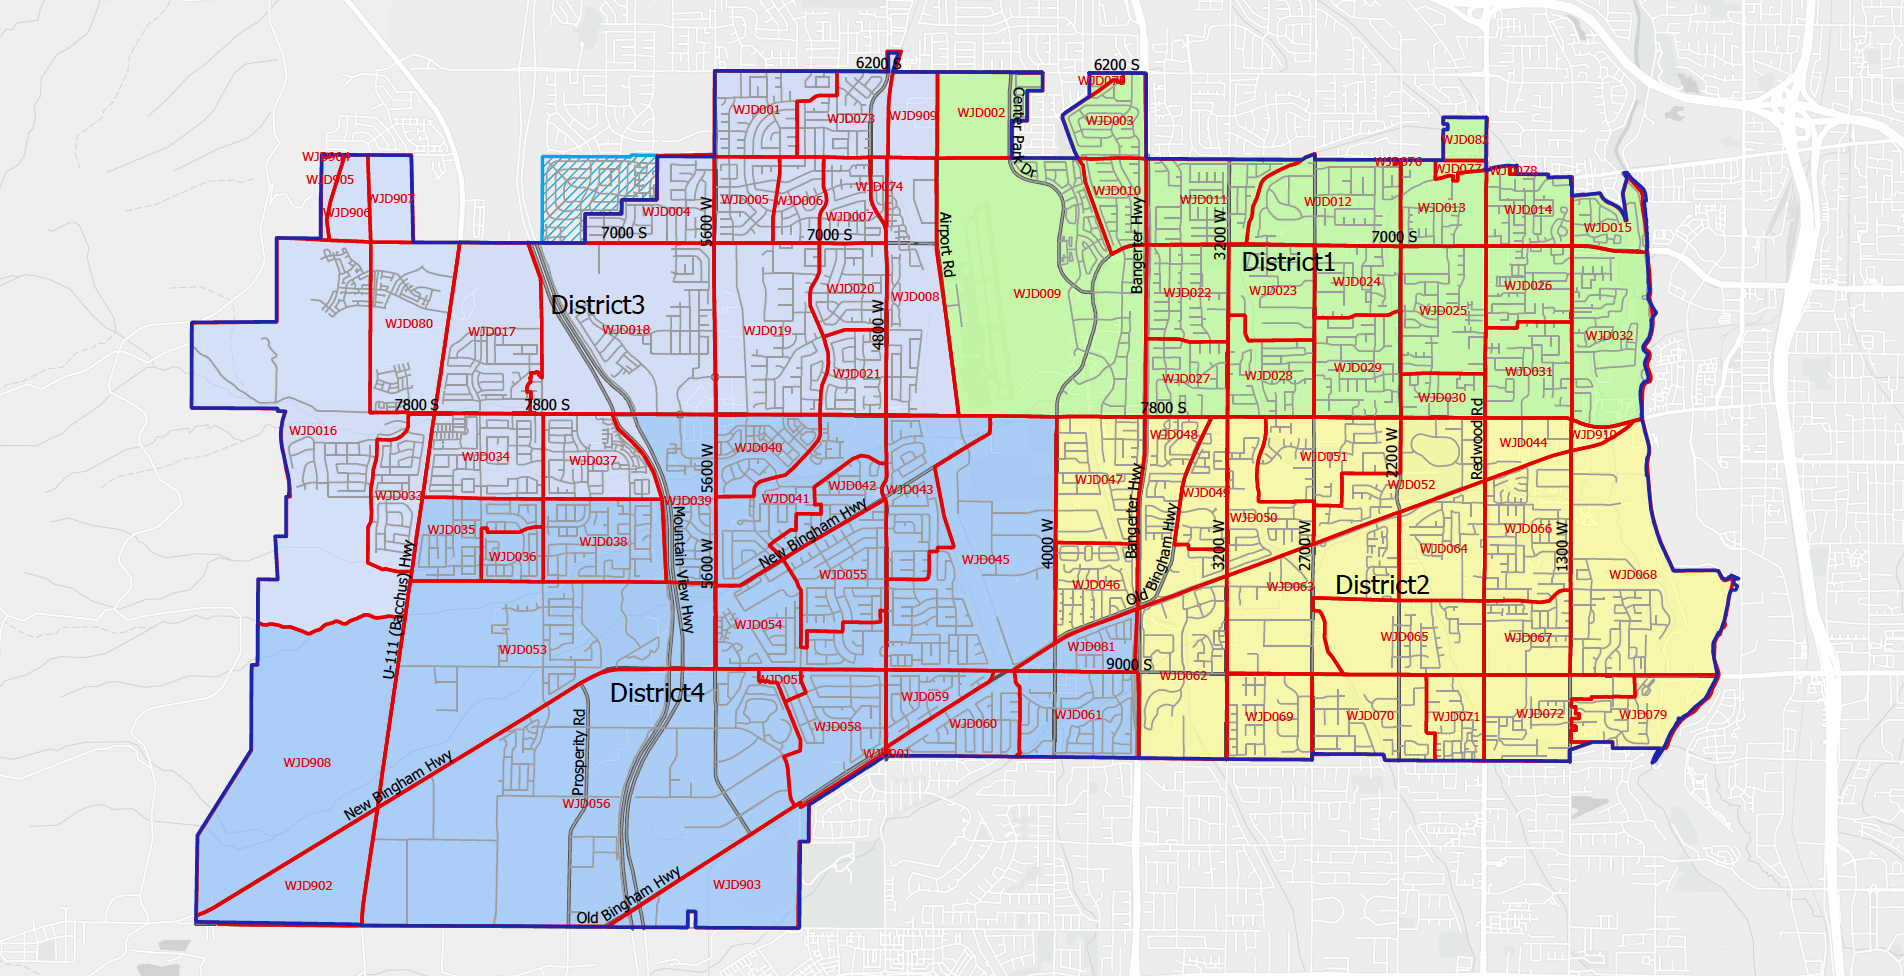 6200 S
6200 S
WJD001
WJD073
WJD909
WJD002
Center Park Dr
WJD003
WJD082
WJD905
WJD906
WJD907
WJD004
WJD005
WJD006
WJD007
WJD074
WJD010
WJD011
WJD012
WJD076
WJD077
WJD078
WJD013
WJD014
WJD015
7000 S
7000 S
7000 S
5600 W
Airport Rd
Bangerter Hwy
3200 W
District1
District3
WJD080
WJD017
WJD018
WJD019
WJD020
WJD008
WJD009
WJD022
WJD023
WJD024
WJD025
WJD026
WJD032
4800 W
WJD021
WJD027
WJD028
WJD029
WJD030
WJD031
7800 S
7800 S
7800 S
Redwood Rd
WJD016
WJD034
WJD037
WJD040
WJD048
WJD051
WJD044
WJD910
2200 W
5600 W
WJD033
WJD039
WJD041
WJD042
WJD043
WJD047
WJD049
WJD052
WJD035
WJD036
WJD038
New Bingham Hwy
Mountain View Hwy
5600 W
WJD045
4000 W
Bangerter Hwy
Old Bingham Hwy
3200 W
WJD050
2700 W
WJD064
WJD066
1300 W
WJD055
WJD046
WJD063
District2
WJD068
U-111 (Bacchus) Hwy
WJD053
WJD054
WJD081
WJD065
WJD067
9000 S
WJD062
District4
WJD057
WJD058
WJD059
WJD060
WJD061
WJD069
WJD070
WJD071
WJD072
WJD079
WJD908
New Bingham Hwy
Prosperity Rd
WJD056
WJD902
WJD903
Old Bingham Hwy